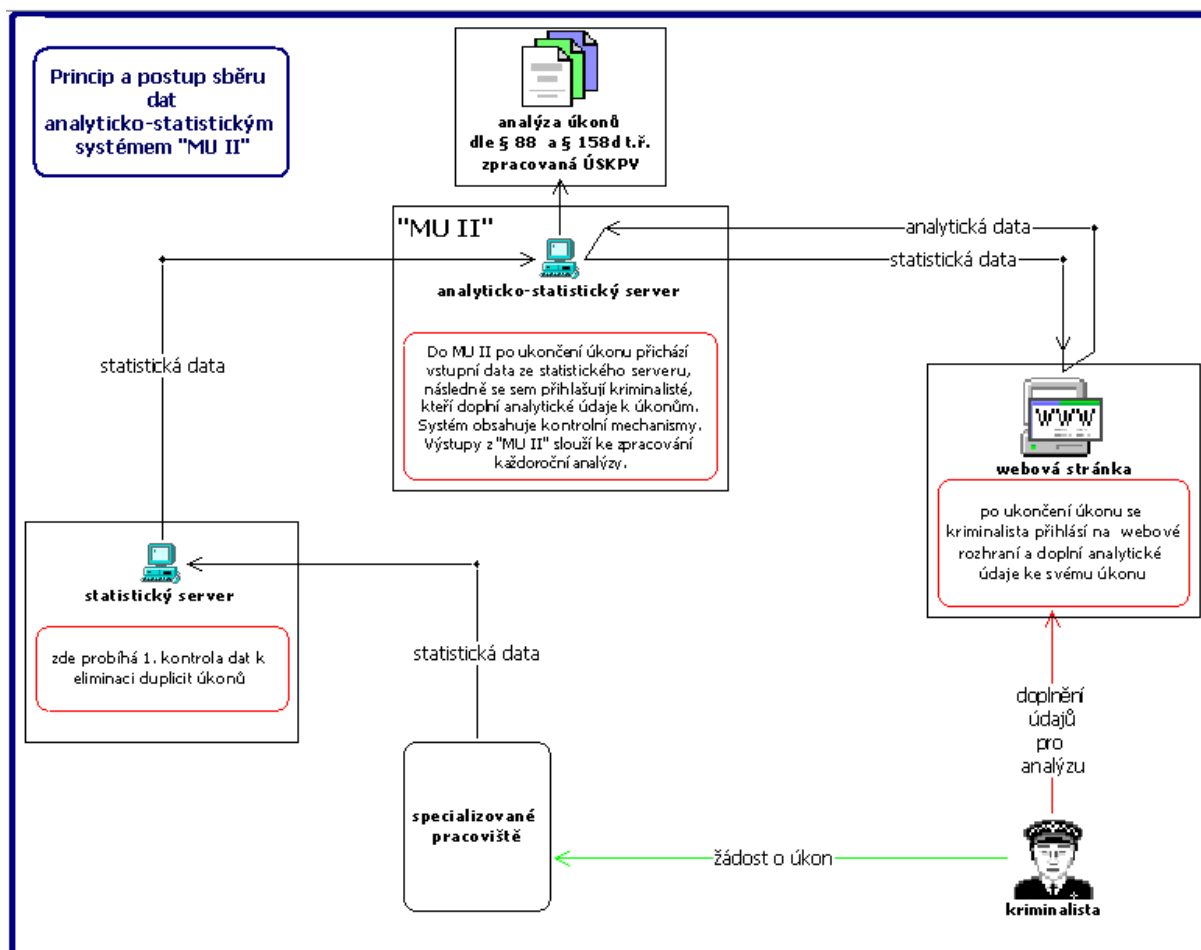 Princip a postup sběru
dat
analyticko-statistickým
systémem "MU II"
analýza úkonů
dle § 88 a § 158d t.ř.
zpracovaná ÚSKPV
"MU II"
analyticko-statistický server
analytická data
statistická data
statistická data
Do MU II po ukončení úkonu přichází
vstupní data ze statistického serveru,
následně se sem přihlašují kriminalisté,
kteří doplní analytické údaje k úkonům.
Systém obsahuje kontrolní mechanismy.
Výstupy z "MU II" slouží ke zpracování
každoroční analýzy.
WWW
webová stránka
po ukončení úkonu se
kriminalista přihlásí na webové
rozhraní a doplní analytické
údaje ke svému úkonu
statistický server
zde probíhá 1. kontrola dat k
eliminaci duplicit úkonů
statistická data
doplnění
údajů
pro
analýzu
specializované
pracoviště
žádost o úkon
kriminalista